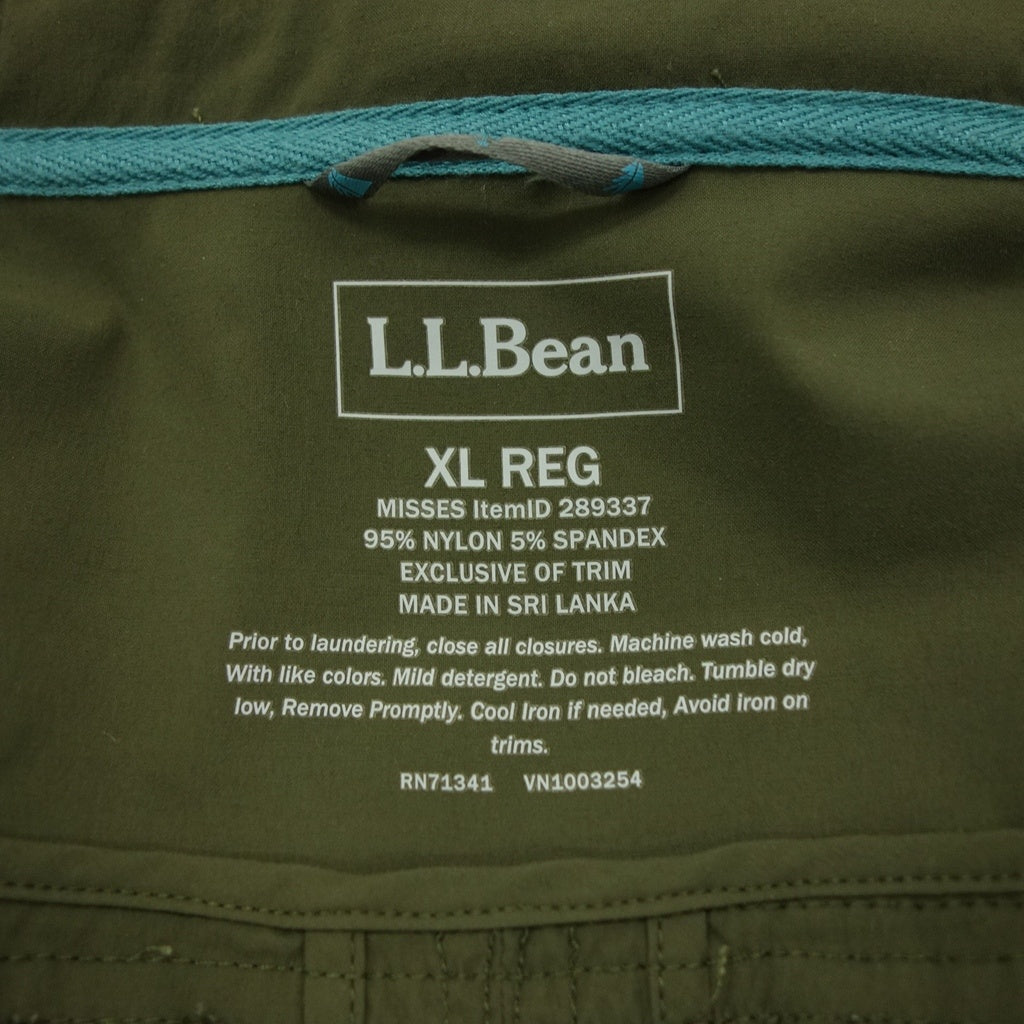 L.L.Bean
XL REG
MISSES ItemID 289337
95% NYLON 5% SPANDEX
EXCLUSIVE OF TRIM
MADE IN SRI LANKA
Prior to laundering, close all closures. Machine wash cold,
With like colors. Mild detergent. Do not bleach. Tumble dry
low, Remove Promptly. Cool Iron if needed, Avoid iron on
trims.
RN71341 VN1003254